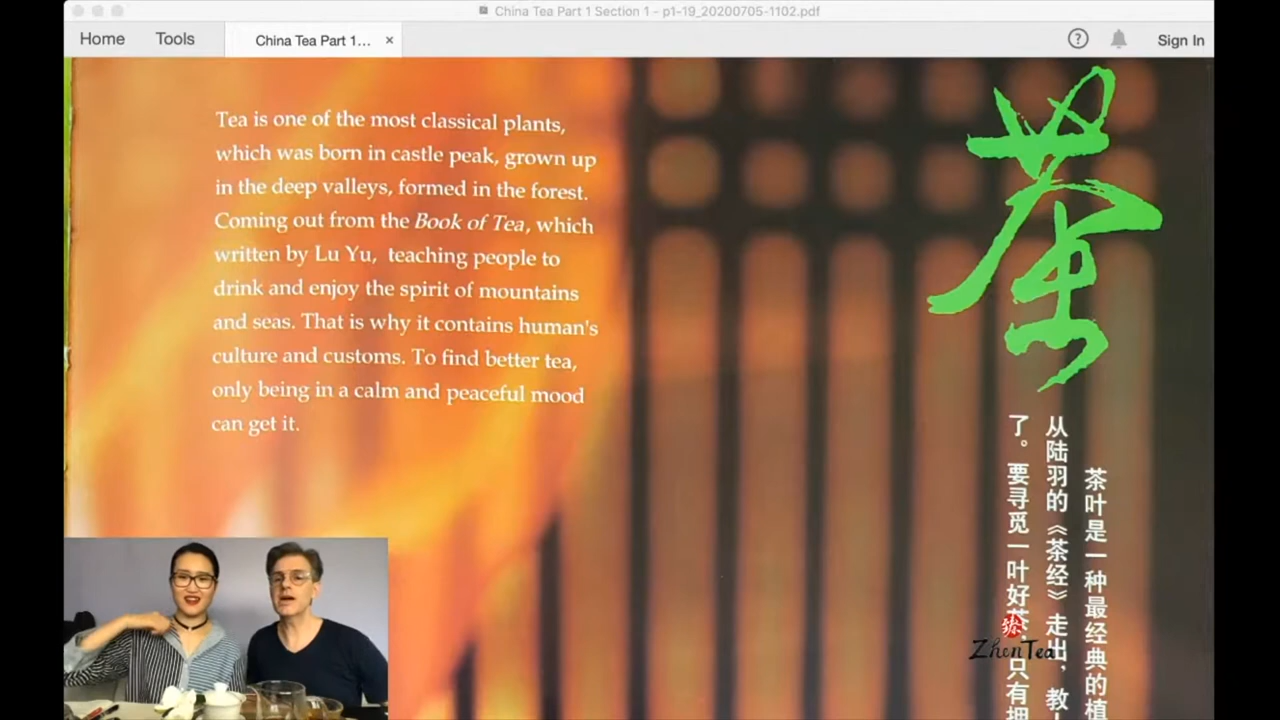 China Tea Part 1 Section 1 - p1-19_20200705-1102.pdf
Home
Tools
China Tea Part 1...
×
?
Sign In
Tea is one of the most classical plants,
which was born in castle peak, grown up
in the deep valleys, formed in the forest.
Coming out from the Book of Tea, which
written by Lu Yu, teaching people to
drink and enjoy the spirit of mountains
and seas. That is why it contains human's
culture and customs. To find better tea,
only being in a calm and peaceful mood
can get it.
茶
茶叶是一种最经典的植
从陆羽的《茶经》走出，教
了。要寻觅一叶好茶，只有拥
ZhenTea